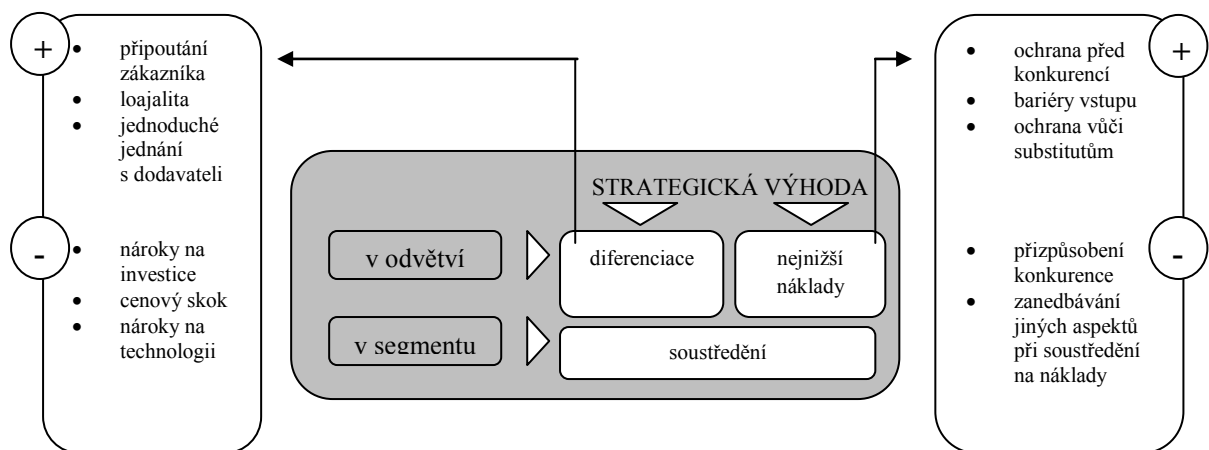 +
• připoutání
zákazníka
• loajalita
• jednoduché
jednání
s dodavateli
-
• nároky na
investice
• cenový skok
• nároky na
technologii
STRATEGICKÁ VÝHODA
v odvětví
diferenciace
nejnižší
náklady
v segmentu
soustředění
• ochrana před
konkurencí
• bariéry vstupu
• ochrana vůči
substitutům
+
• přizpůsobení
konkurence
• zanedbávání
jiných aspektů
při soustředění
na náklady
-